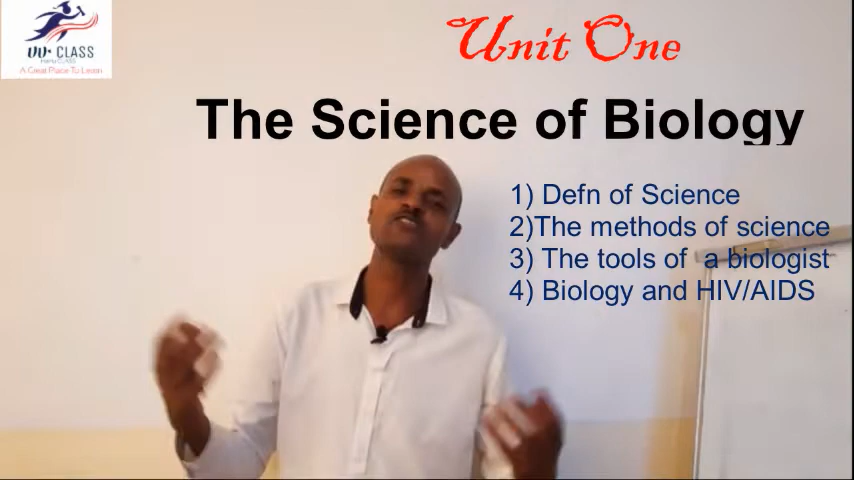 CLASS
A Great Place To Learn
Unit One
The Science of Biology
1) Defn of Science
2)The methods of science
3) The tools of a biologist
4) Biology and HIV/AIDS